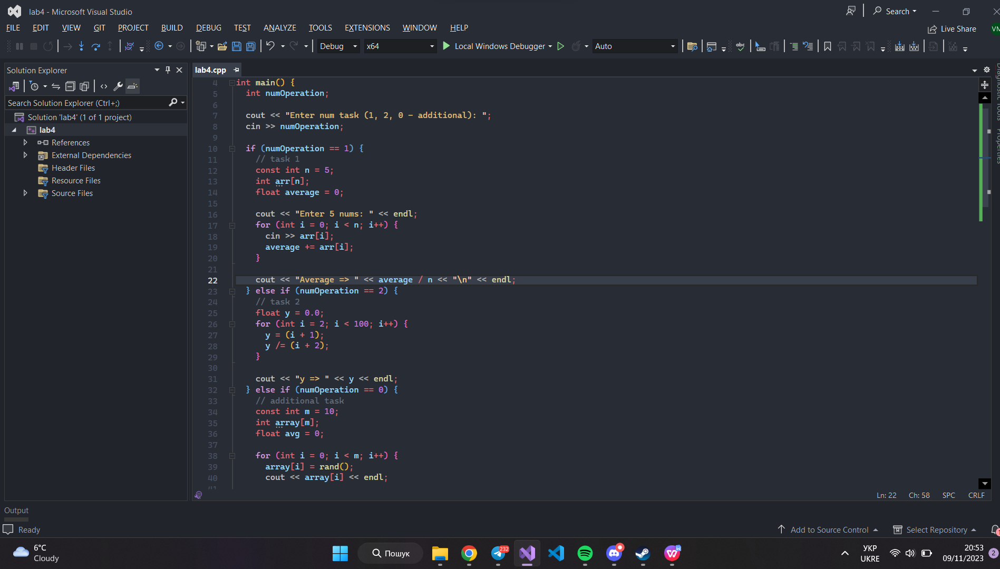 lab4 - Microsoft Visual Studio
Search
FILE EDIT VIEW GIT PROJECT BUILD DEBUG TEST ANALYZE TOOLS EXTENSIONS WINDOW HELP
Live Share
VM
Debug x64 Local Windows Debugger Auto
abc
Solution Explorer
Search Solution Explorer (Ctrl+;)
Solution 'lab4' (1 of 1 project)
lab4
References
External Dependencies
Header Files
Resource Files
Source Files
lab4.cpp
4 int main() {
5 int numOperation;
6
7 cout << "Enter num task (1, 2, 0 - additional): ";
8 cin >> numOperation;
9
10 if (numOperation == 1) {
11 // task 1
12 const int n = 5;
13 int arr[n];
14 float average = 0;
15
16 cout << "Enter 5 nums: " << endl;
17 for (int i = 0; i < n; i++) {
18 cin >> arr[i];
19 average += arr[i];
20 }
21
22 cout << "Average => " << average / n << "\n" << endl;
23 } else if (numOperation == 2) {
24 // task 2
25 float y = 0.0;
26 for (int i = 2; i < 100; i++) {
27 y = (i + 1);
28 y /= (i + 2);
29 }
30
31 cout << "y => " << y << endl;
32 } else if (numOperation == 0) {
33 // additional task
34 const int m = 10;
35 int array[m];
36 float avg = 0;
37
38 for (int i = 0; i < m; i++) {
39 array[i] = rand();
40 cout << array[i] << endl;
41
Diagnostic Tools
Properties
Ln: 22 Ch: 58 SPC CRLF
Output
Ready
Add to Source Control Select Repository
6°C
Cloudy
Пошук
232
УКР
UKRE
20:53
09/11/2023
2